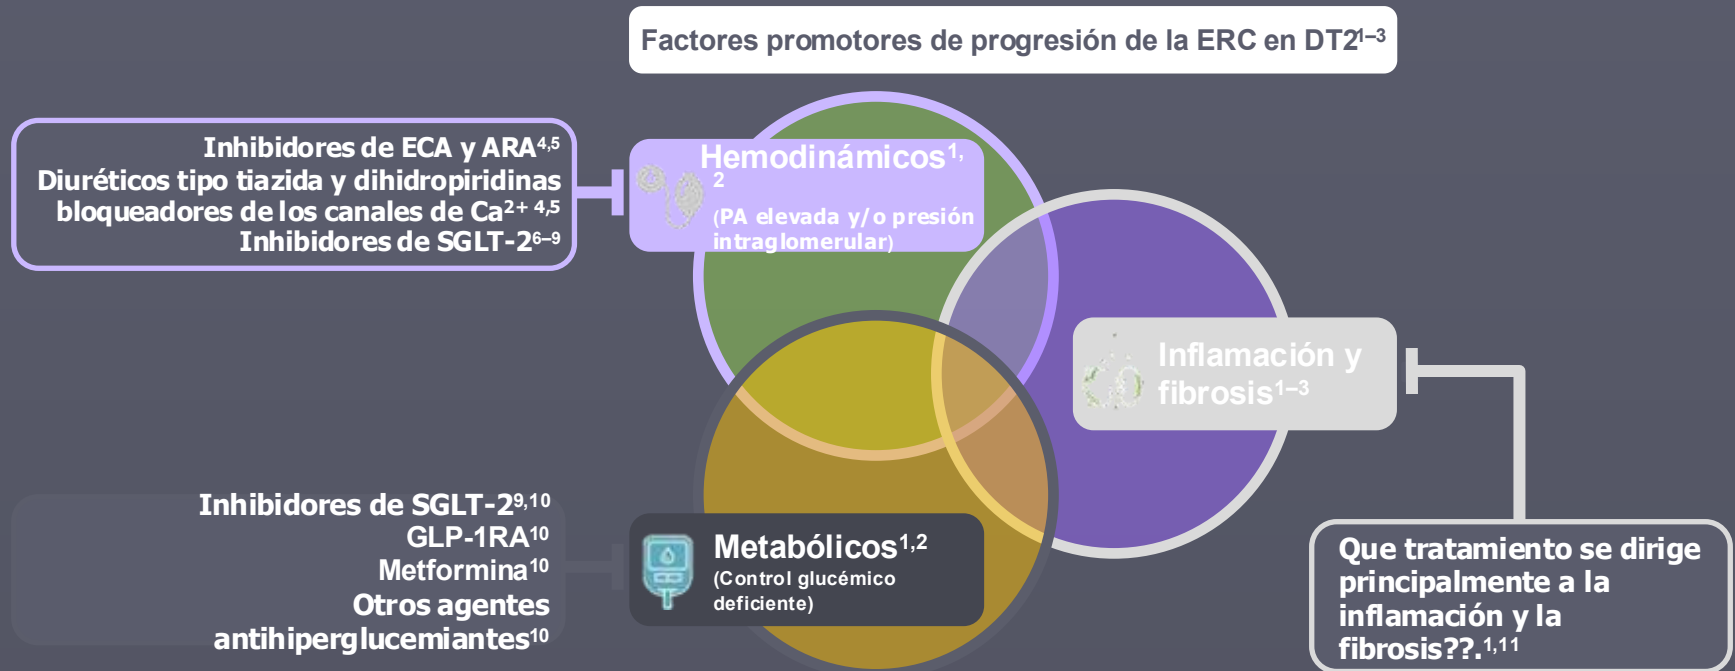 Factores promotores de progresión de la ERC en DT2¹⁻³
Inhibidores de ECA y ARA⁴,⁵
Diuréticos tipo tiazida y dihidropiridinas
bloqueadores de los canales de Ca²⁺ ⁴,⁵
Inhibidores de SGLT-2⁶⁻⁹
Hemodinámicos¹,
²
(PA elevada y/o presión
intraglomerular)
Inflamación y
fibrosis¹⁻³
Inhibidores de SGLT-2⁹,¹⁰
GLP-1RA¹⁰
Metformina¹⁰
Otros agentes
antihiperglucemiantes¹⁰
Metabólicos¹,²
(Control glucémico
deficiente)
Que tratamiento se dirige
principalmente a la
inflamación y la
fibrosis??.¹,¹¹